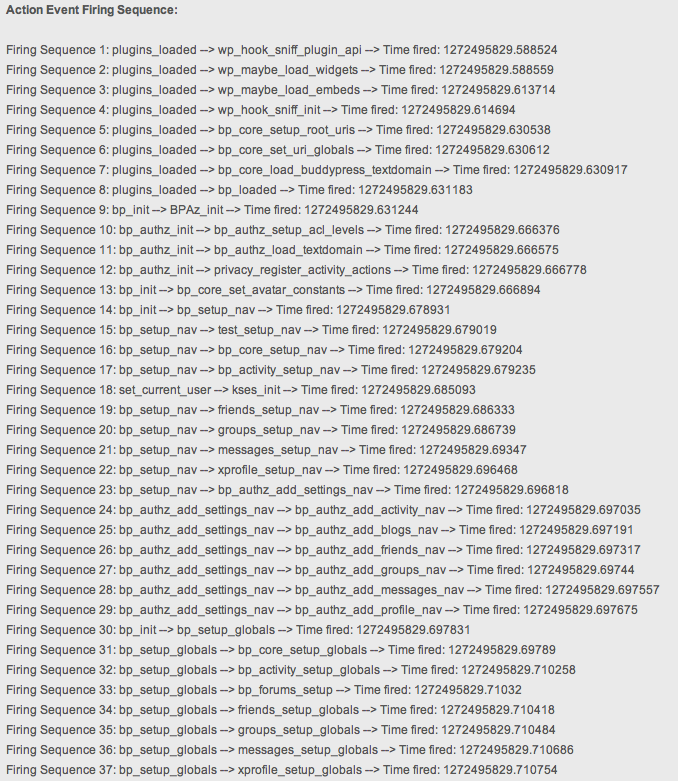 Action Event Firing Sequence:
Firing Sequence 1: plugins_loaded --> wp_hook_sniff_plugin_api --> Time fired: 1272495829.588524
Firing Sequence 2: plugins_loaded --> wp_maybe_load_widgets --> Time fired: 1272495829.588559
Firing Sequence 3: plugins_loaded --> wp_maybe_load_embeds --> Time fired: 1272495829.613714
Firing Sequence 4: plugins_loaded --> wp_hook_sniff_init --> Time fired: 1272495829.614694
Firing Sequence 5: plugins_loaded --> bp_core_setup_root_uris --> Time fired: 1272495829.630538
Firing Sequence 6: plugins_loaded --> bp_core_set_uri_globals --> Time fired: 1272495829.630612
Firing Sequence 7: plugins_loaded --> bp_core_load_buddypress_textdomain --> Time fired: 1272495829.630917
Firing Sequence 8: plugins_loaded --> bp_loaded --> Time fired: 1272495829.631183
Firing Sequence 9: bp_init --> BPAz_init --> Time fired: 1272495829.631244
Firing Sequence 10: bp_authz_init --> bp_authz_setup_acl_levels --> Time fired: 1272495829.666376
Firing Sequence 11: bp_authz_init --> bp_authz_load_textdomain --> Time fired: 1272495829.666575
Firing Sequence 12: bp_authz_init --> privacy_register_activity_actions --> Time fired: 1272495829.666778
Firing Sequence 13: bp_init --> bp_core_set_avatar_constants --> Time fired: 1272495829.666894
Firing Sequence 14: bp_init --> bp_setup_nav --> Time fired: 1272495829.678931
Firing Sequence 15: bp_setup_nav --> test_setup_nav --> Time fired: 1272495829.679019
Firing Sequence 16: bp_setup_nav --> bp_core_setup_nav --> Time fired: 1272495829.679204
Firing Sequence 17: bp_setup_nav --> bp_activity_setup_nav --> Time fired: 1272495829.679235
Firing Sequence 18: set_current_user --> kses_init --> Time fired: 1272495829.685093
Firing Sequence 19: bp_setup_nav --> friends_setup_nav --> Time fired: 1272495829.686333
Firing Sequence 20: bp_setup_nav --> groups_setup_nav --> Time fired: 1272495829.686739
Firing Sequence 21: bp_setup_nav --> messages_setup_nav --> Time fired: 1272495829.69347
Firing Sequence 22: bp_setup_nav --> xprofile_setup_nav --> Time fired: 1272495829.696468
Firing Sequence 23: bp_setup_nav --> bp_authz_add_settings_nav --> Time fired: 1272495829.696818
Firing Sequence 24: bp_authz_add_settings_nav --> bp_authz_add_activity_nav --> Time fired: 1272495829.697035
Firing Sequence 25: bp_authz_add_settings_nav --> bp_authz_add_blogs_nav --> Time fired: 1272495829.697191
Firing Sequence 26: bp_authz_add_settings_nav --> bp_authz_add_friends_nav --> Time fired: 1272495829.697317
Firing Sequence 27: bp_authz_add_settings_nav --> bp_authz_add_groups_nav --> Time fired: 1272495829.69744
Firing Sequence 28: bp_authz_add_settings_nav --> bp_authz_add_messages_nav --> Time fired: 1272495829.697557
Firing Sequence 29: bp_authz_add_settings_nav --> bp_authz_add_profile_nav --> Time fired: 1272495829.697675
Firing Sequence 30: bp_init --> bp_setup_globals --> Time fired: 1272495829.697831
Firing Sequence 31: bp_setup_globals --> bp_core_setup_globals --> Time fired: 1272495829.69789
Firing Sequence 32: bp_setup_globals --> bp_activity_setup_globals --> Time fired: 1272495829.710258
Firing Sequence 33: bp_setup_globals --> bp_forums_setup --> Time fired: 1272495829.71032
Firing Sequence 34: bp_setup_globals --> friends_setup_globals --> Time fired: 1272495829.710418
Firing Sequence 35: bp_setup_globals --> groups_setup_globals --> Time fired: 1272495829.710484
Firing Sequence 36: bp_setup_globals --> messages_setup_globals --> Time fired: 1272495829.710686
Firing Sequence 37: bp_setup_globals --> xprofile_setup_globals --> Time fired: 1272495829.710754